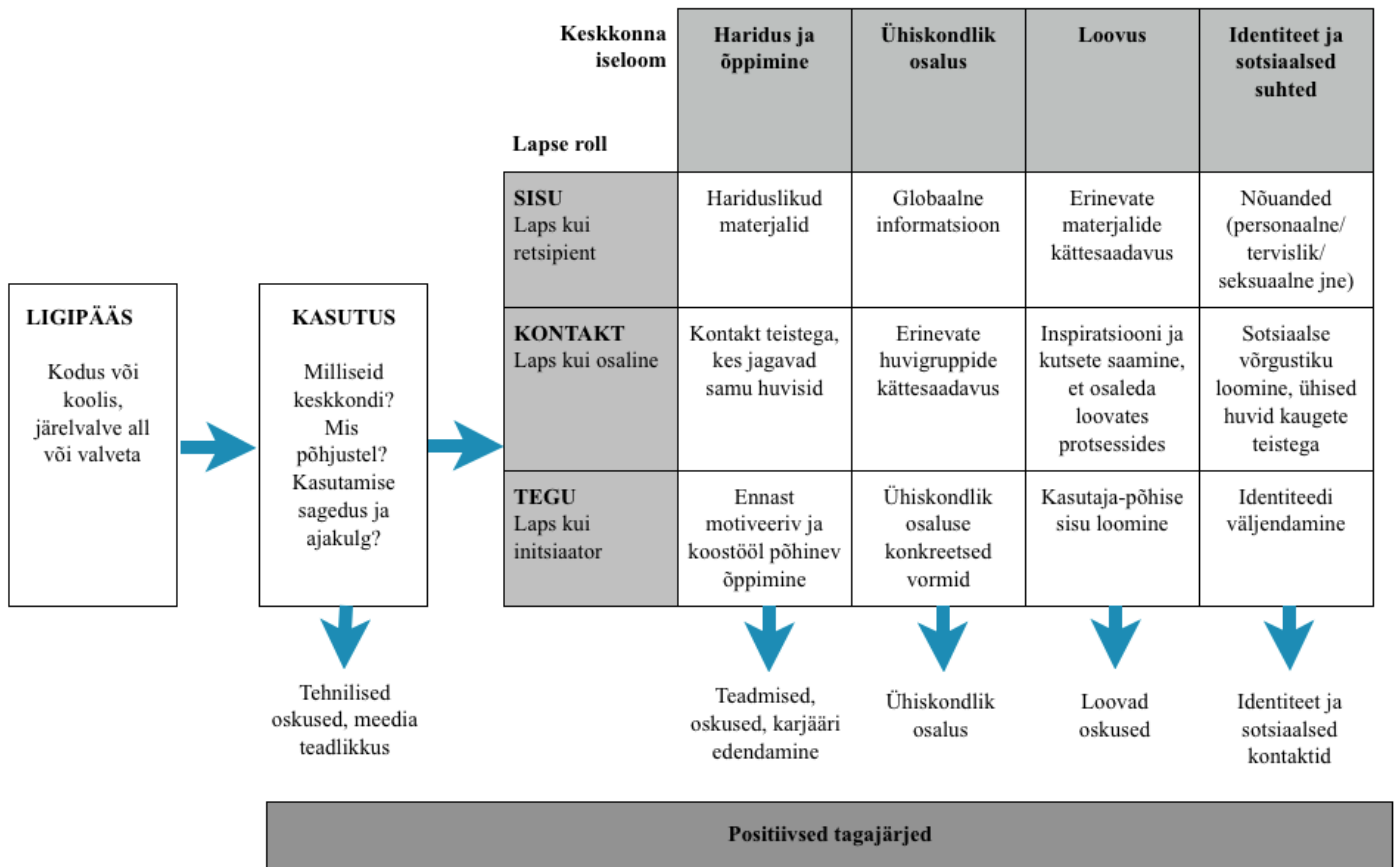 Keskkonna
iseloom
Lapse roll
Haridus ja
õppimine
Ühiskondlik
osalus
Loovus
Identiteet ja
sotsiaalsed
suhted
SISU
Laps kui
retsipient
Hariduslikud
materjalid
Globaalne
informatsioon
Erinevate
materjalide
kättesaadavus
Nõuanded
(personaalne/
tervislik/
seksuaalne jne)
LIGIPÄÄS
Kodus või
koolis,
järelvalve all
või valveta
KASUTUS
Milliseid
keskkondi?
Mis
põhjustel?
Kasutamise
sagedus ja
ajakulg?
KONTAKT
Laps kui osaline
Kontakt teistega,
kes jagavad
samu huvisid
Erinevate
huvigruppide
kättesaadavus
Inspiratsiooni ja
kutsete saamine,
et osaleda
loovates
protsessides
Sotsiaalse
võrgustiku
loomine, ühised
huvid kaugete
teistega
TEGU
Laps kui
initsiaator
Ennast
motiveeriv ja
koostööl põhinev
õppimine
Ühiskondlik
osaluse
konkreetsed
vormid
Kasutaja-põhise
sisu loomine
Identiteedi
väljendamine
Tehnilised
oskused, meedia
teadlikkus
Teadmised,
oskused, karjääri
edendamine
Ühiskondlik
osalus
Loovad
oskused
Identiteet ja
sotsiaalsed
kontaktid
Positiivsed tagajärjed